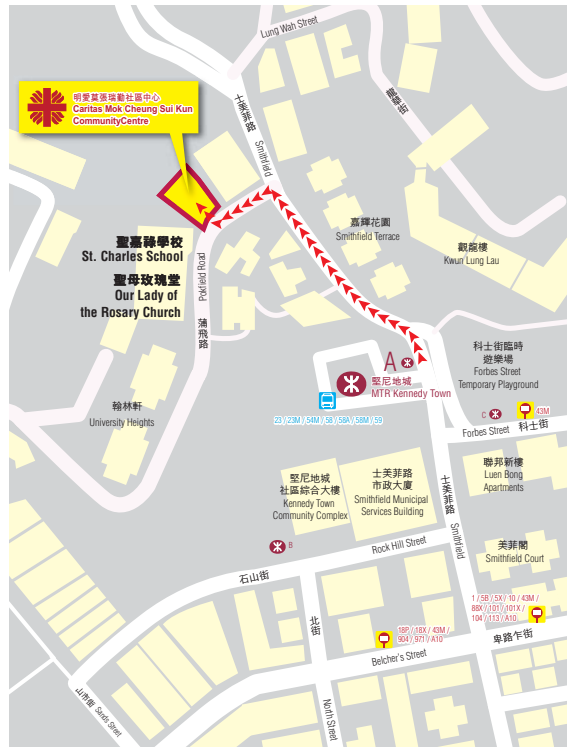 Lung Wah Street
龍華街
明愛莫張瑞勤社區中心
Caritas Mok Cheung Sui Kun
CommunityCentre
士美菲路
Smithfield
嘉輝花園
Smithfield Terrace
觀龍樓
Kwun Lung Lau
聖嘉祿學校
St. Charles School
聖母玫瑰堂
Our Lady of
the Rosary Church
Pokfield Road
蒲飛路
翰林軒
University Heights
A
堅尼地城
MTR Kennedy Town
23 / 23M / 54M / 58 / 58A / 58M / 59
科士街臨時
遊樂場
Forbes Street
Temporary Playground
C
43M
Forbes Street
科士街
聯邦新樓
Luen Bong
Apartments
堅尼地城
社區綜合大樓
Kennedy Town
Community Complex
士美菲路
市政大廈
Smithfield Municipal
Services Building
士美菲路
Smithfield
美菲閣
Smithfield Court
B
Rock Hill Street
石山街
北街
North Street
1 / 5B / 5X / 10 / 43M /
88X / 101 / 101X /
104 / 113 / A10
18P / 18X / 43M /
904 / 971 / A10
卑路乍街
Belcher's Street
山市街
Sands Street